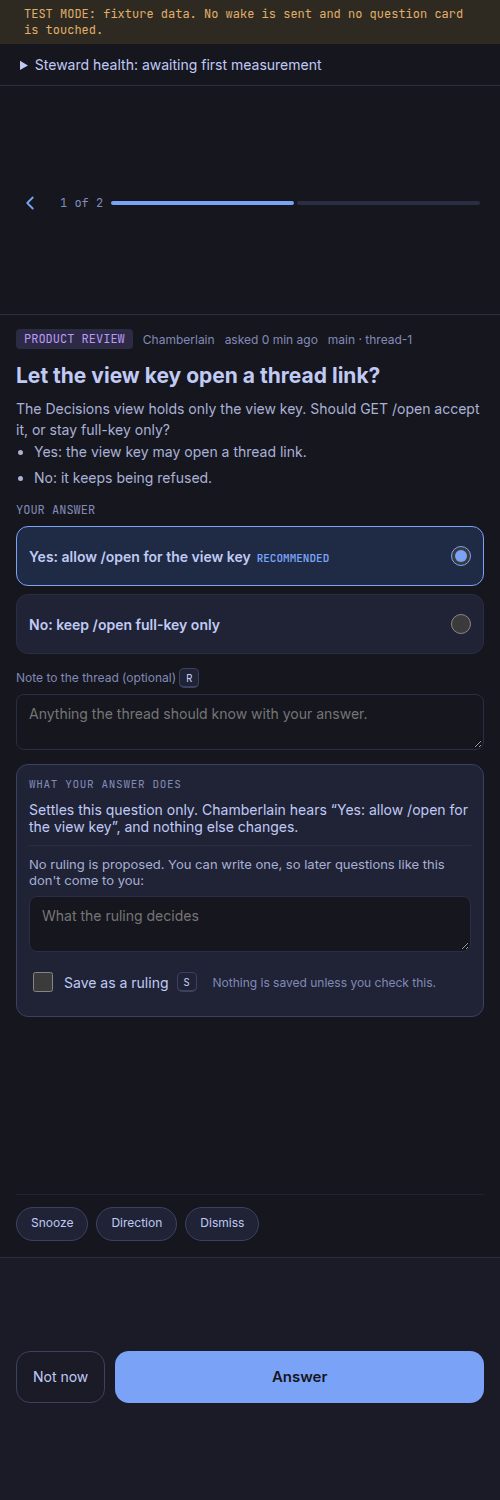 TEST MODE: fixture data. No wake is sent and no question card
is touched.
Steward health: awaiting first measurement
1 of 2
PRODUCT REVIEW Chamberlain asked 0 min ago main · thread-1
Let the view key open a thread link?
The Decisions view holds only the view key. Should GET /open accept
it, or stay full-key only?
• Yes: the view key may open a thread link.
• No: it keeps being refused.
YOUR ANSWER
Yes: allow /open for the view key RECOMMENDED
No: keep /open full-key only
Note to the thread (optional) R
Anything the thread should know with your answer.
WHAT YOUR ANSWER DOES
Settles this question only. Chamberlain hears “Yes: allow /open for
the view key”, and nothing else changes.
No ruling is proposed. You can write one, so later questions like this
don't come to you:
What the ruling decides
Save as a ruling S Nothing is saved unless you check this.
Snooze Direction Dismiss
Not now Answer